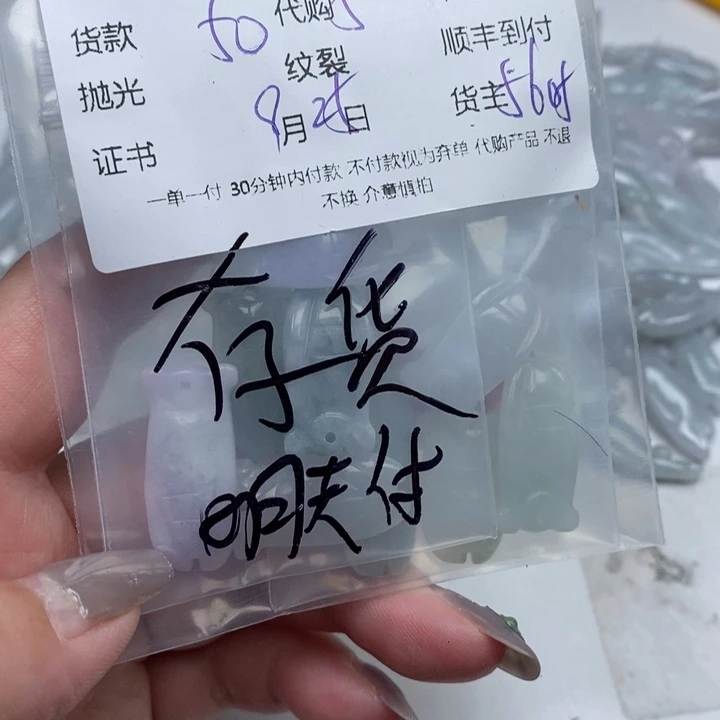 货款 50 代购5 顺丰到付
抛光 纹裂 货主 56时
证书 9月25日
一单一付 30分钟内付款 不付款视为弃单 代购产品 不退
不换 介意慎拍
存货
明天付